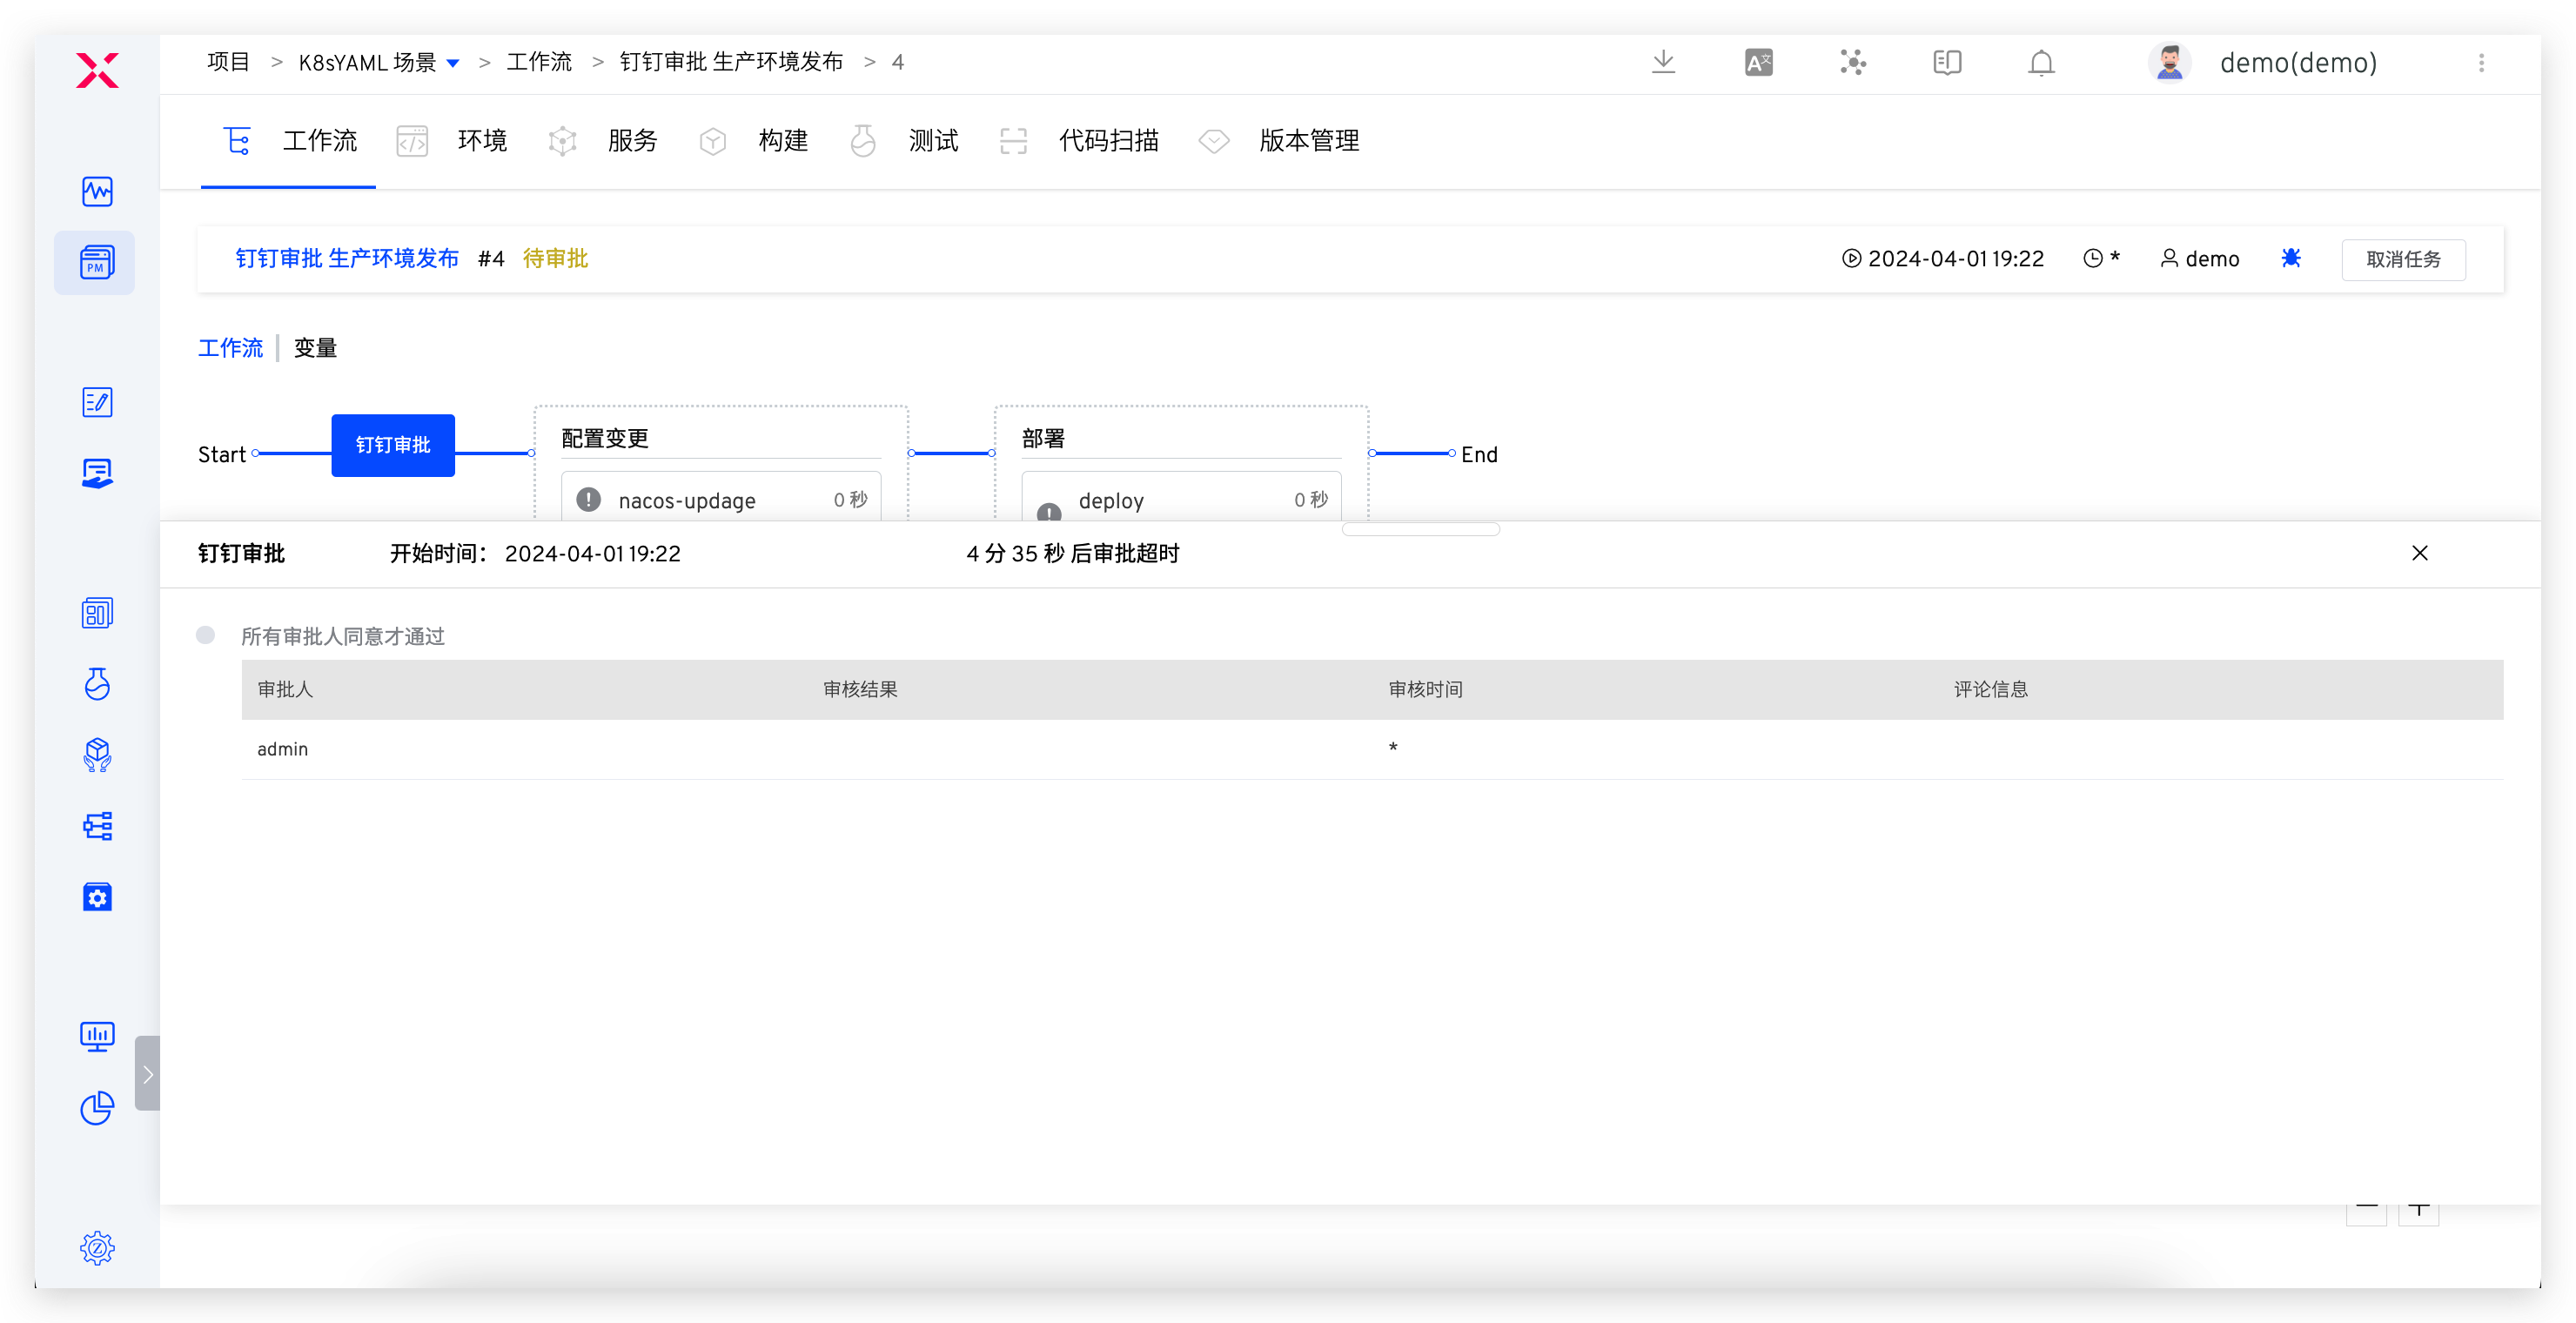 项目 > K8sYAML 场景 > 工作流 > 钉钉审批 生产环境发布 > 4
demo(demo)
工作流 环境 服务 构建 测试 代码扫描 版本管理
PM
钉钉审批 生产环境发布 #4 待审批 2024-04-01 19:22 * demo 取消任务
工作流 变量
Start 钉钉审批 配置变更 部署 End
nacos-updage 0 秒 deploy 0 秒
钉钉审批 开始时间： 2024-04-01 19:22 4 分 35 秒 后审批超时
所有审批人同意才通过
审批人 审核结果 审核时间 评论信息
admin *